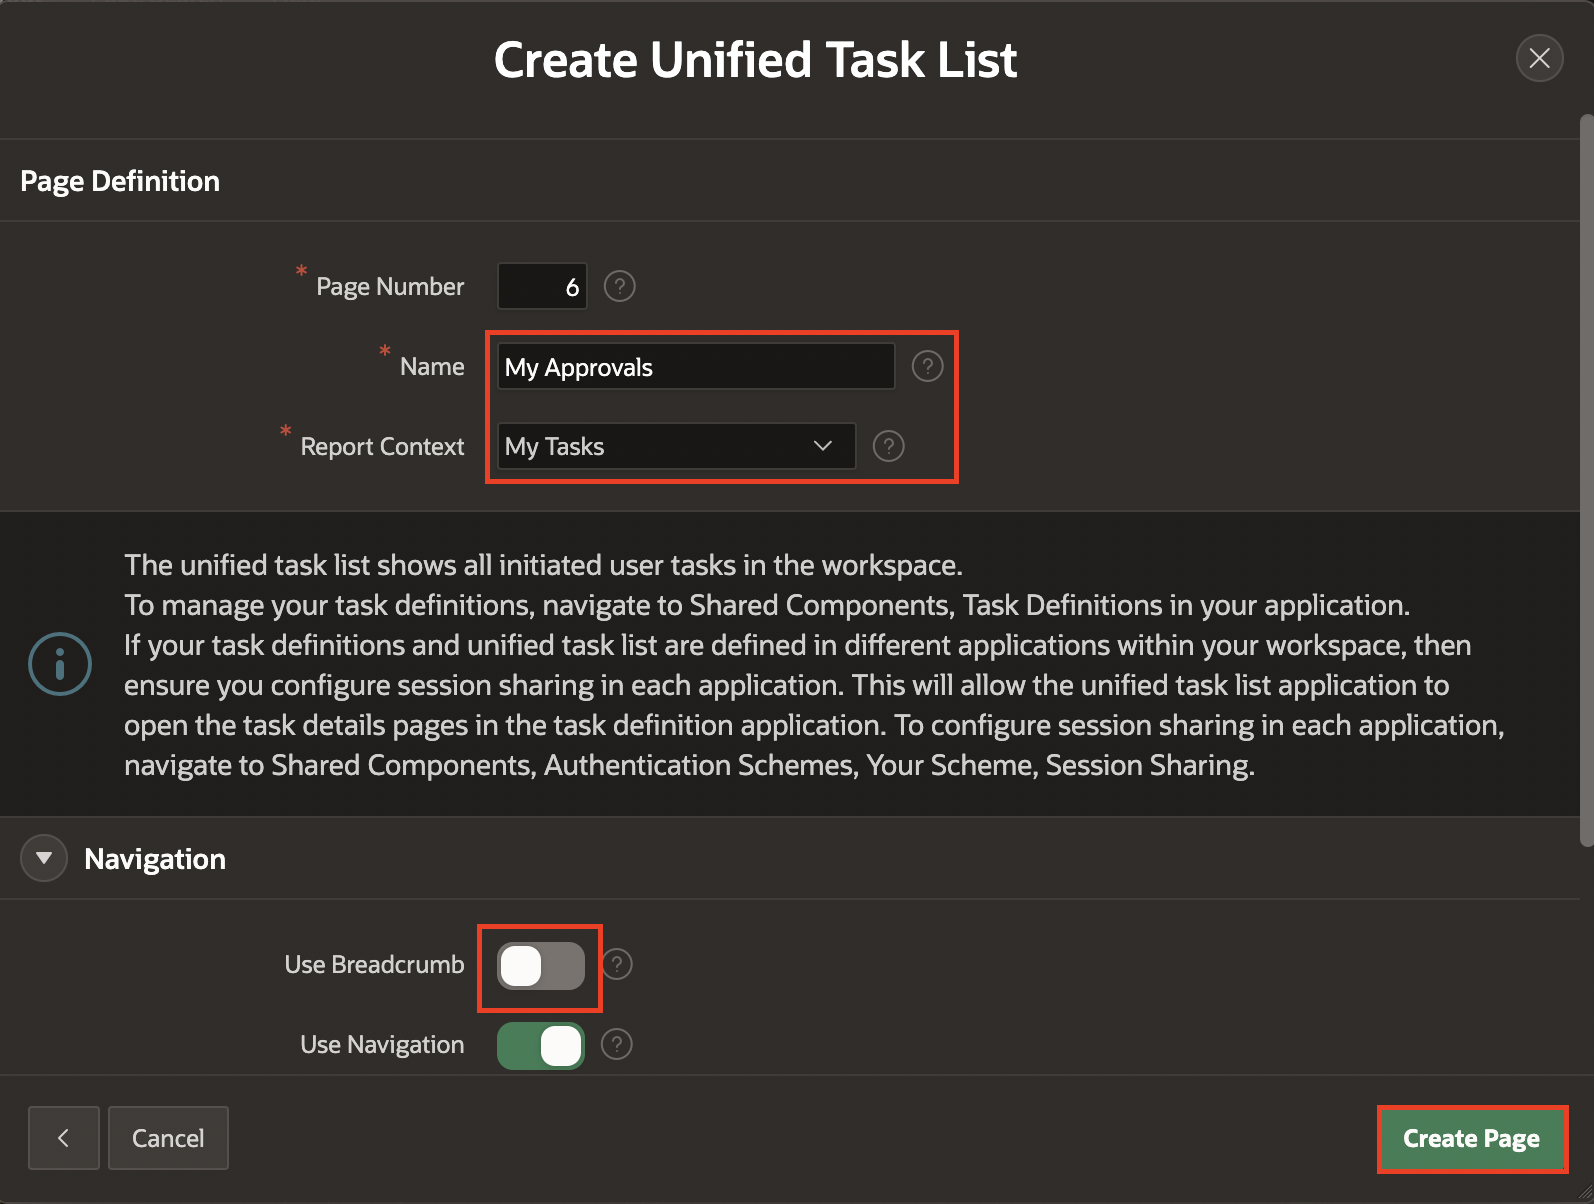 Create Unified Task List
Page Definition
* Page Number 6 ?
* Name My Approvals ?
* Report Context My Tasks ?
The unified task list shows all initiated user tasks in the workspace.
To manage your task definitions, navigate to Shared Components, Task Definitions in your application.
If your task definitions and unified task list are defined in different applications within your workspace, then
ensure you configure session sharing in each application. This will allow the unified task list application to
open the task details pages in the task definition application. To configure session sharing in each application,
navigate to Shared Components, Authentication Schemes, Your Scheme, Session Sharing.
Navigation
Use Breadcrumb ?
Use Navigation ?
Cancel
Create Page